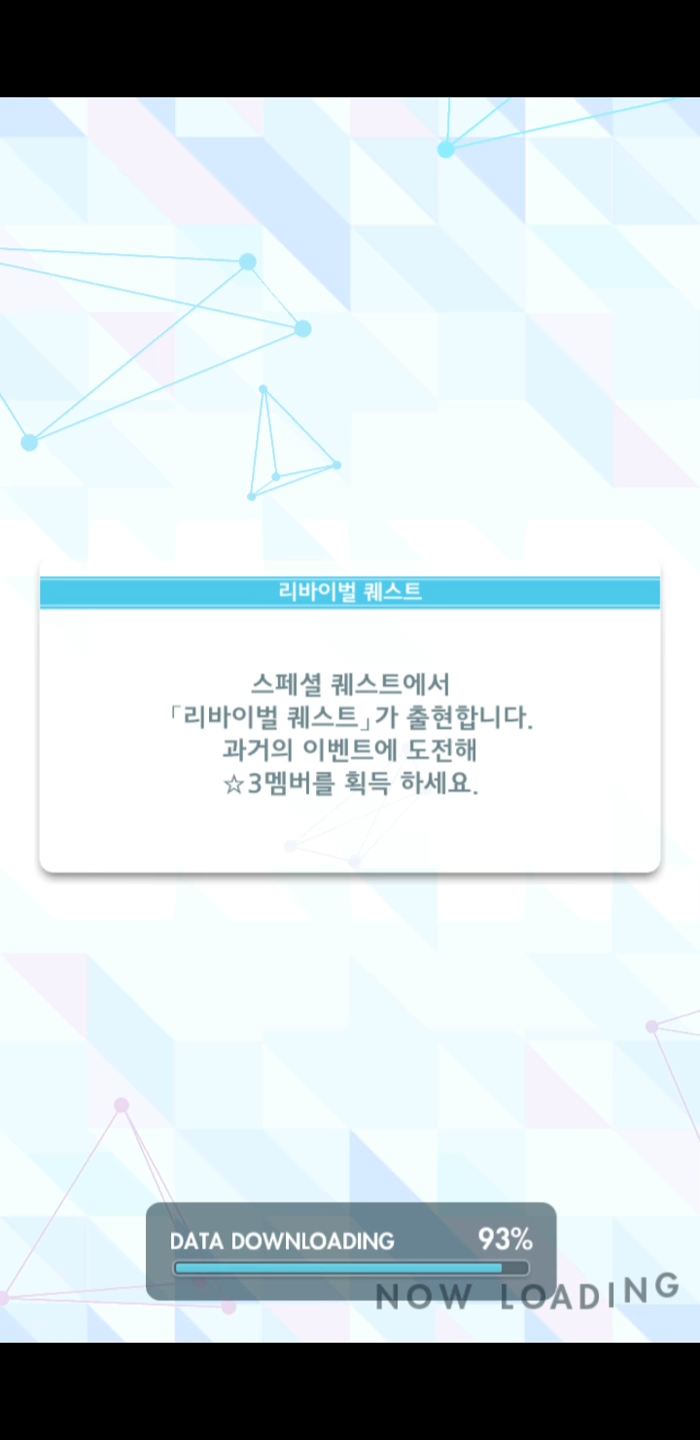 리바이벌 퀘스트
스페셜 퀘스트에서
「리바이벌 퀘스트」가 출현합니다.
과거의 이벤트에 도전해
☆3멤버를 획득 하세요.
DATA DOWNLOADING 93%
NOW LOADING